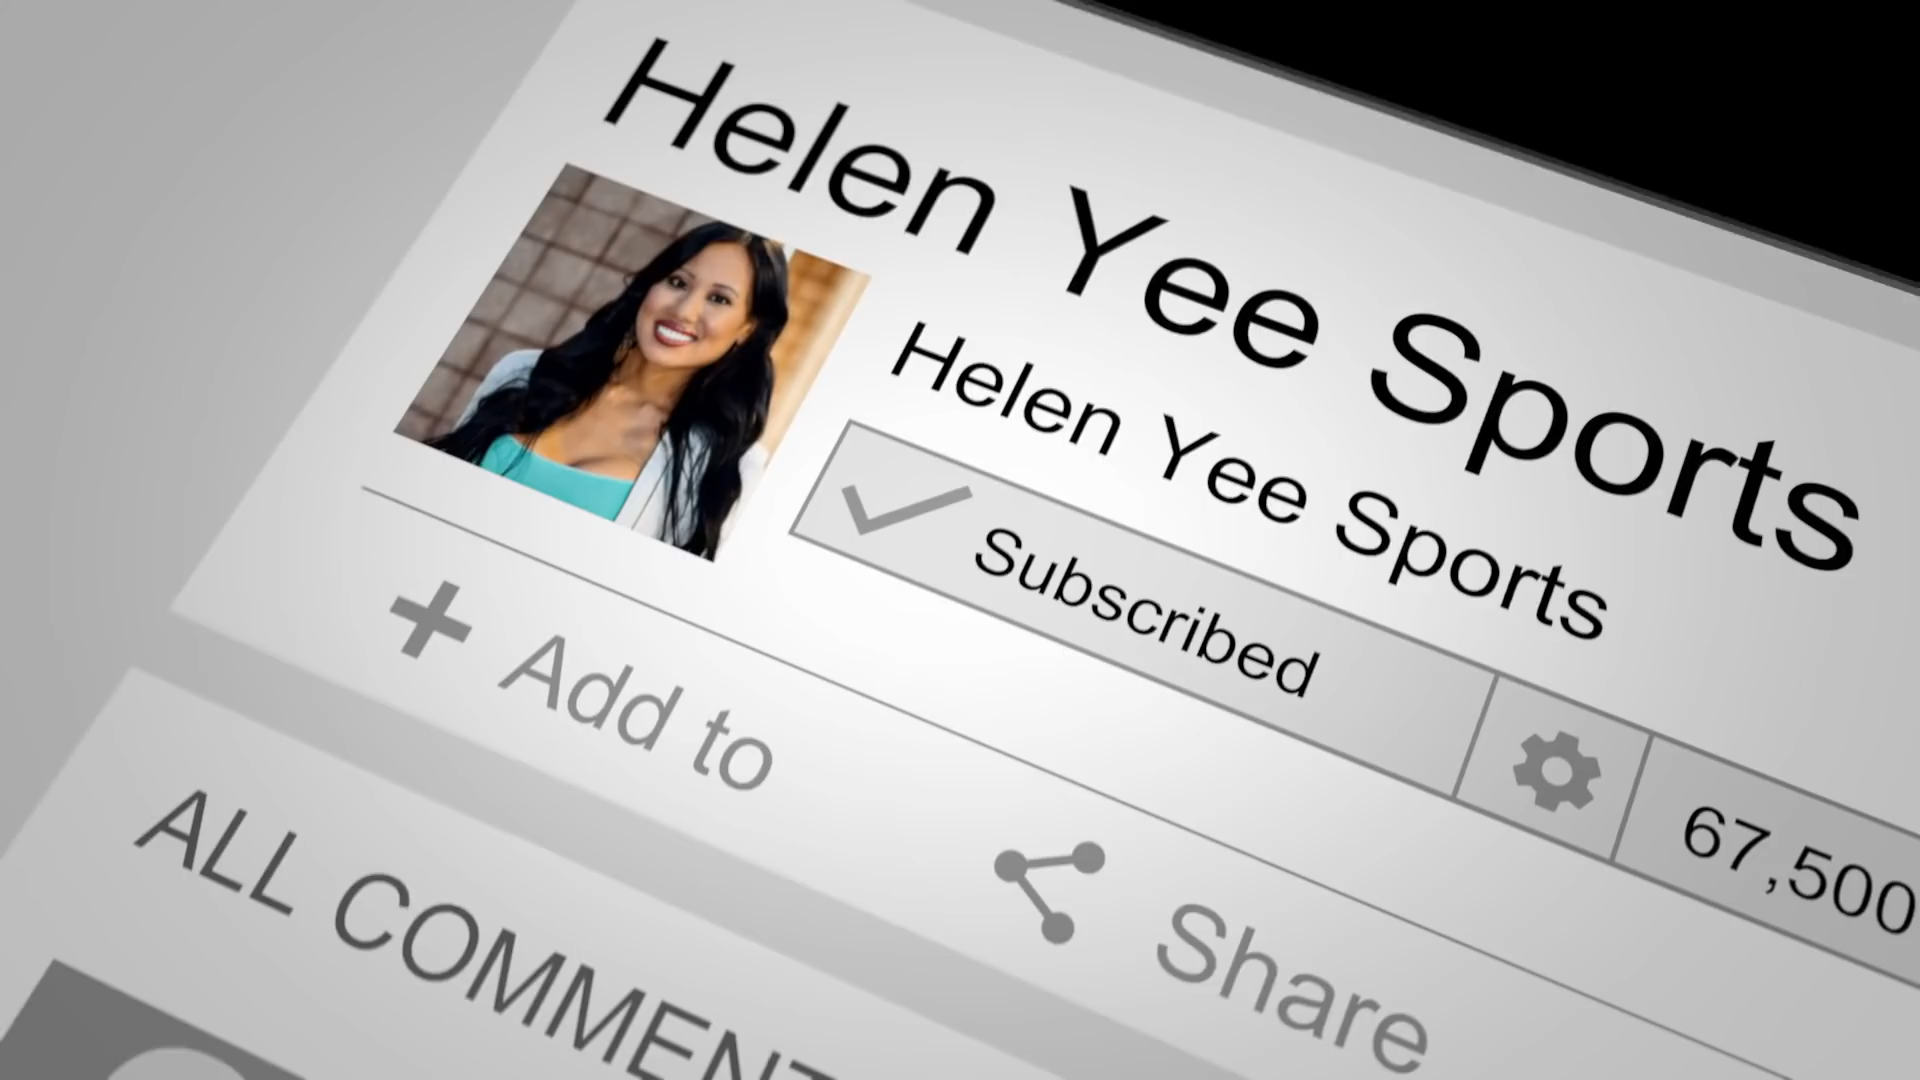 Helen Yee Sports
Helen Yee Sports
Subscribed
67,500
Add to
Share
ALL COMMENT